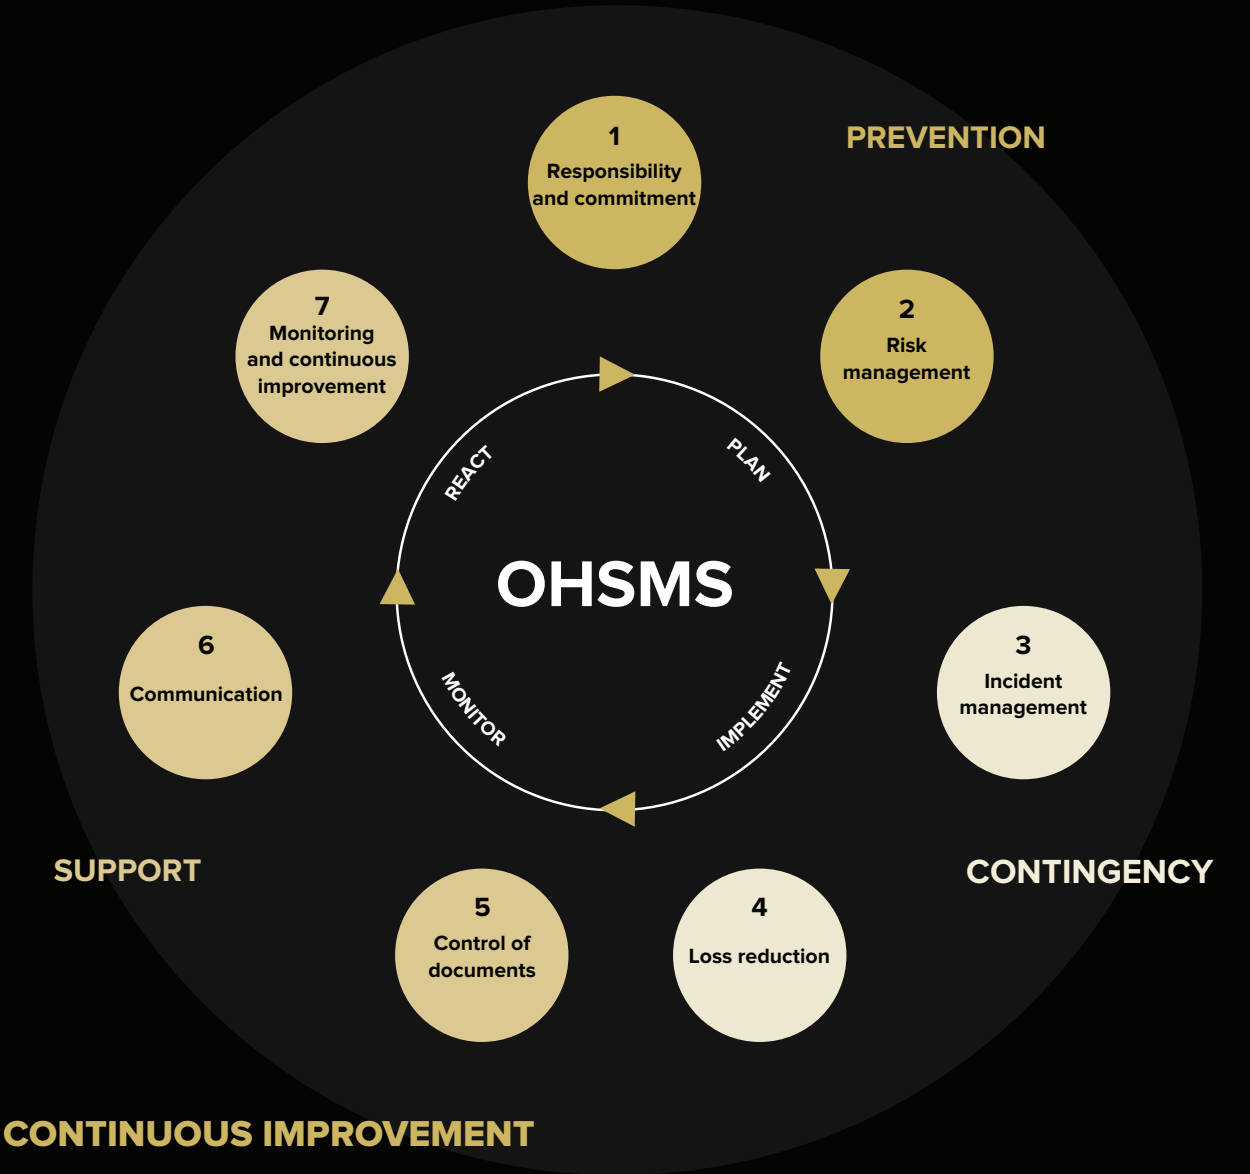 PREVENTION
1
Responsibility
and commitment
2
Risk
management
3
Incident
management
CONTINGENCY
4
Loss reduction
5
Control of
documents
SUPPORT
6
Communication
7
Monitoring
and continuous
improvement
PLAN
IMPLEMENT
MONITOR
REACT
OHSMS
CONTINUOUS IMPROVEMENT